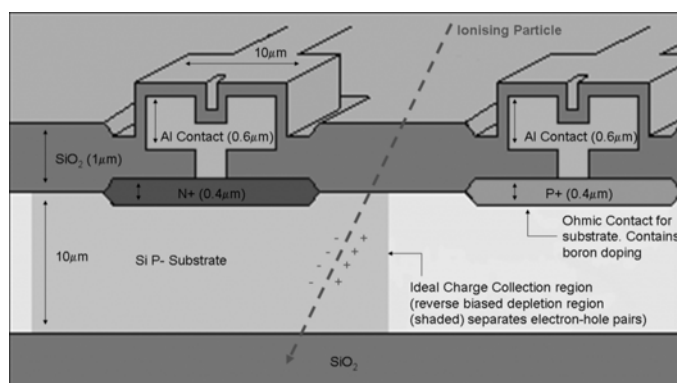 Ionising Particle
10μm
Al Contact (0.6μm)
Al Contact (0.6μm)
SiO₂ (1μm)
N+ (0.4μm)
P+ (0.4μm)
Ohmic Contact for
substrate. Contains
boron doping
10μm
Si P- Substrate
- - - -
+ + + +
Ideal Charge Collection region
(reverse biased depletion region
(shaded) separates electron-hole pairs)
SiO₂